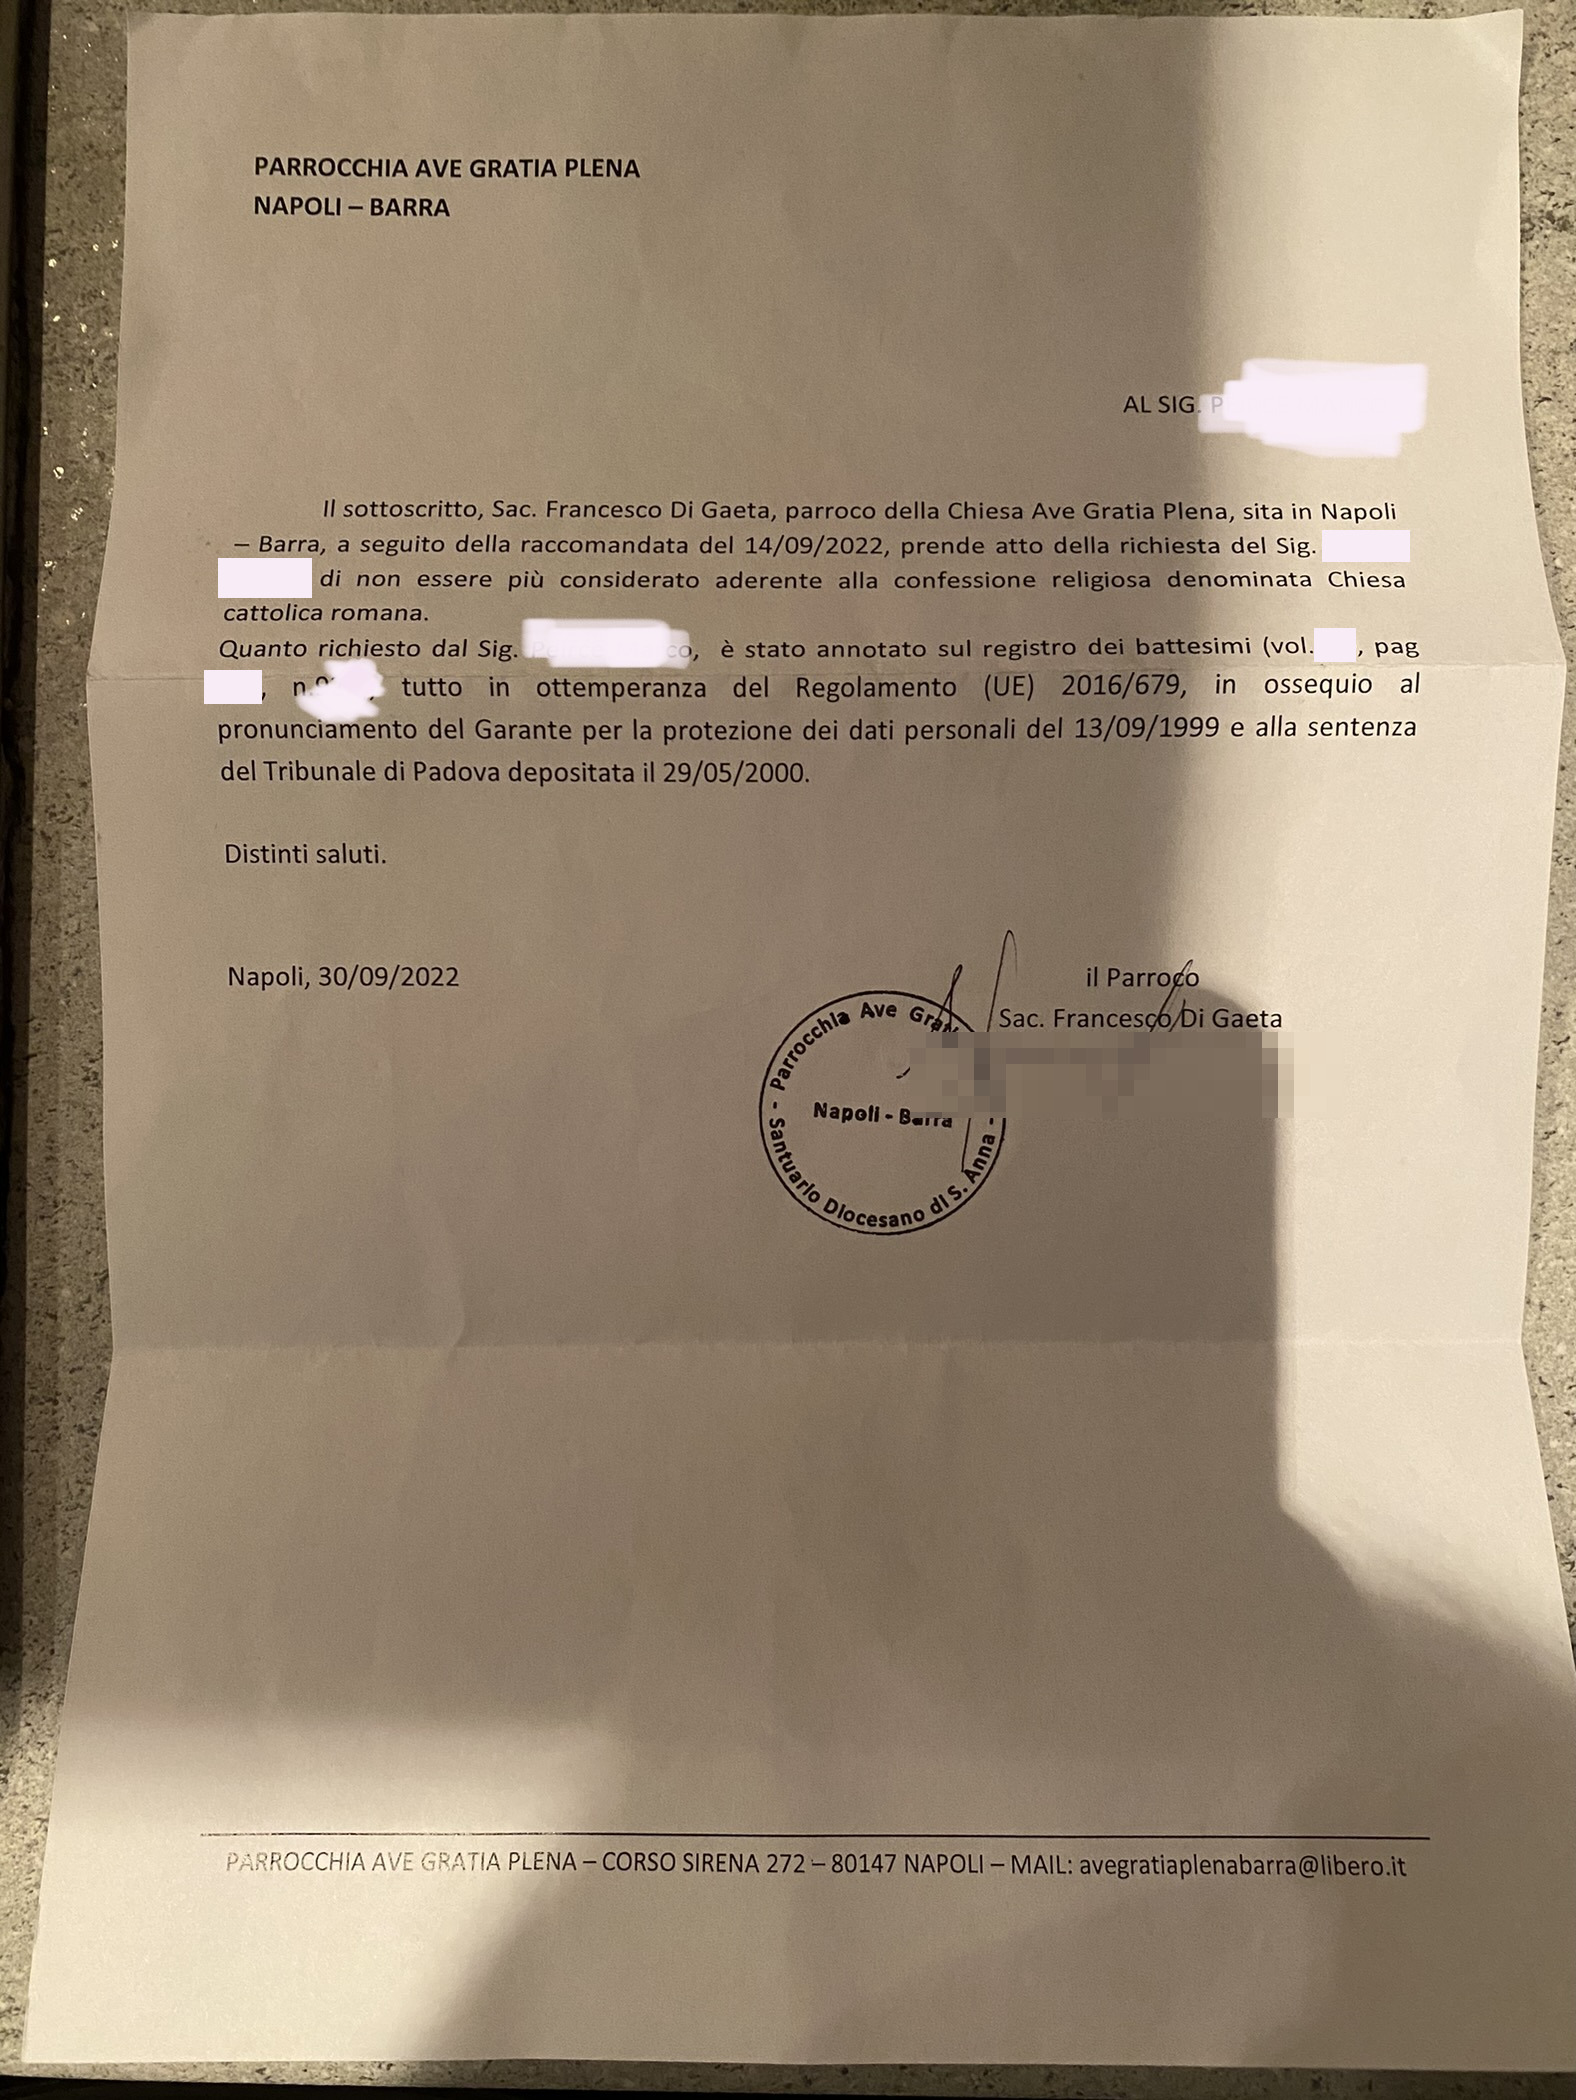 PARROCCHIA AVE GRATIA PLENA
NAPOLI – BARRA
AL SIG.
Il sottoscritto, Sac. Francesco Di Gaeta, parroco della Chiesa Ave Gratia Plena, sita in Napoli
– Barra, a seguito della raccomandata del 14/09/2022, prende atto della richiesta del Sig.
di non essere più considerato aderente alla confessione religiosa denominata Chiesa
cattolica romana.
Quanto richiesto dal Sig. , è stato annotato sul registro dei battesimi (vol. , pag
, n.° , tutto in ottemperanza del Regolamento (UE) 2016/679, in ossequio al
pronunciamento del Garante per la protezione dei dati personali del 13/09/1999 e alla sentenza
del Tribunale di Padova depositata il 29/05/2000.
Distinti saluti.
Napoli, 30/09/2022
il Parroco
Sac. Francesco Di Gaeta
- Parrocchia Ave
Napoli - Barra
Santuario Diocesano di S. Anna -
PARROCCHIA AVE GRATIA PLENA – CORSO SIRENA 272 – 80147 NAPOLI – MAIL: avegratiaplenabarra@libero.it